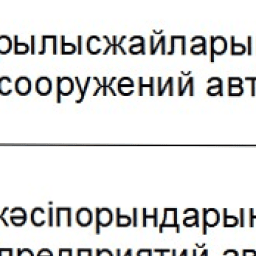 рылысжайлары
сооружений авт
кәсіпорындарын
предприятий ав